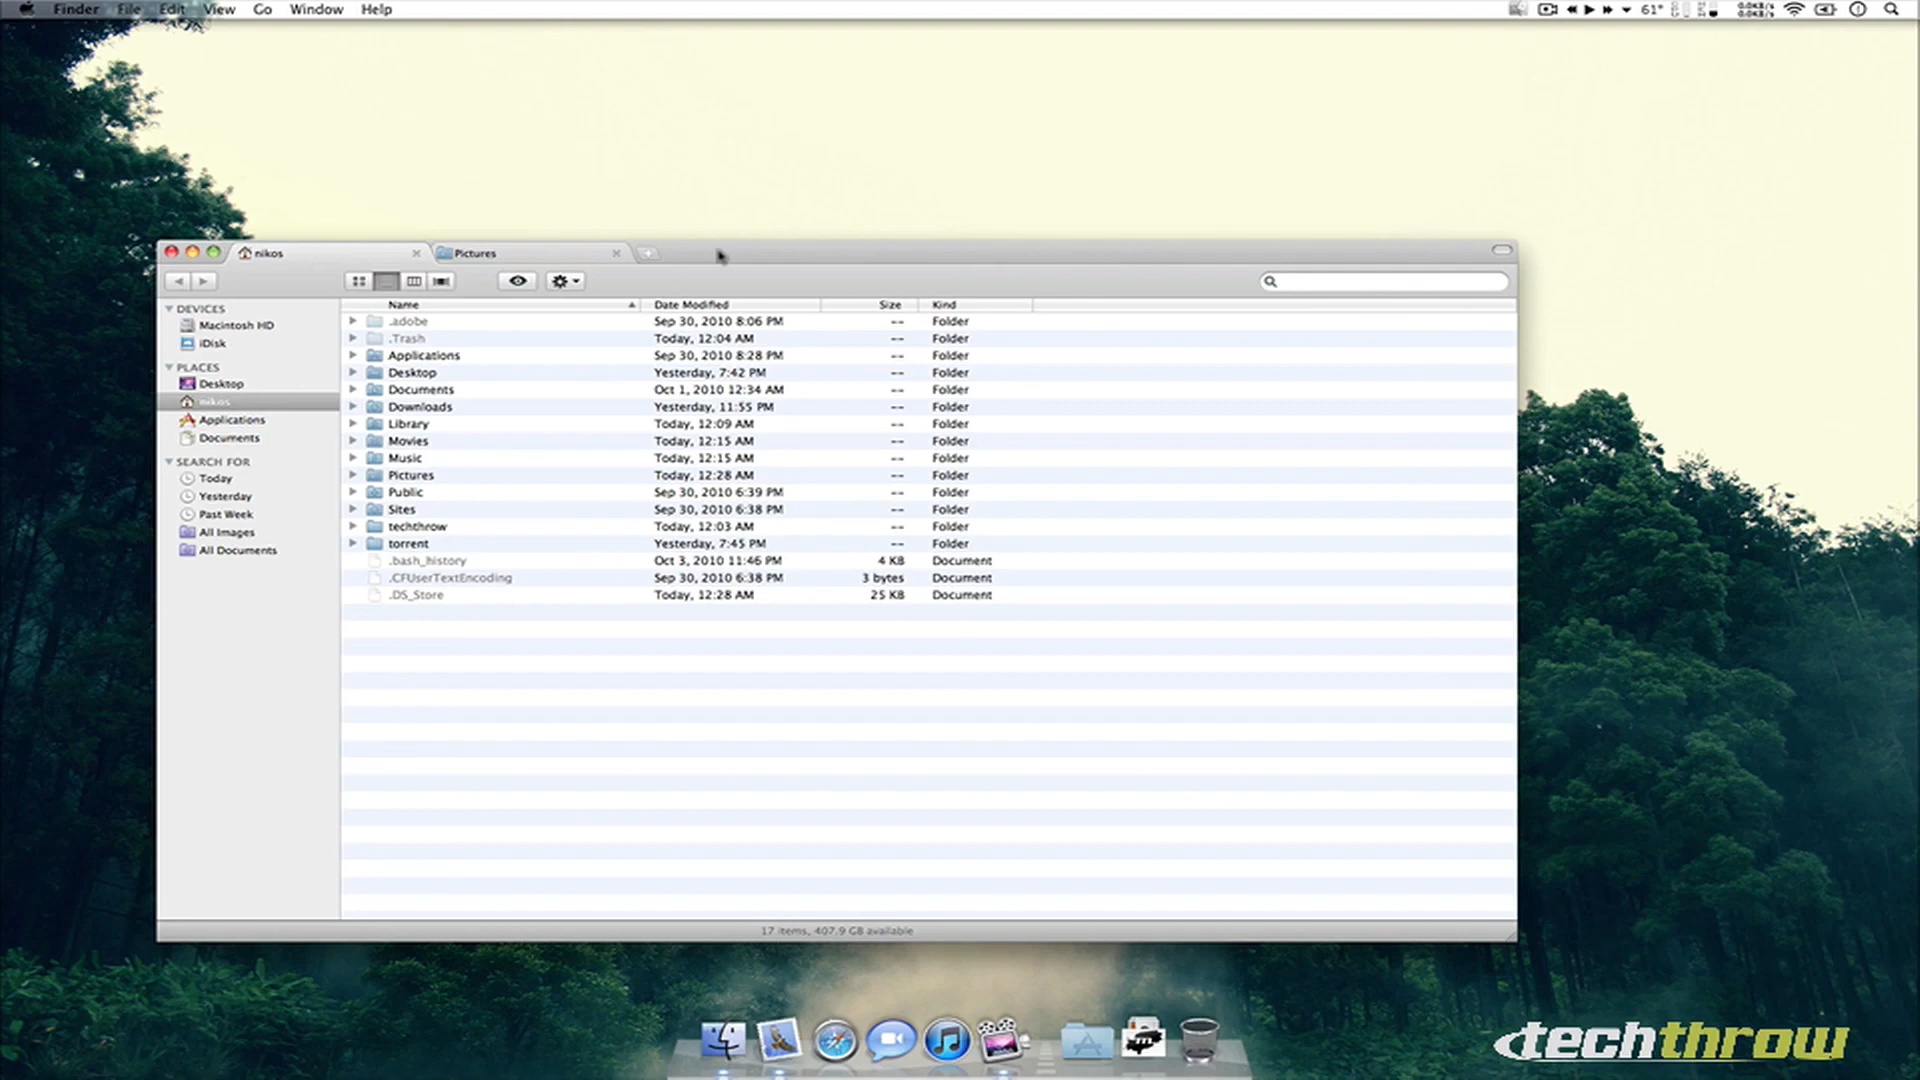 Finder File Edit View Go Window Help 61°
nikos Pictures
DEVICES
Macintosh HD
iDisk
PLACES
Desktop
nikos
Applications
Documents
SEARCH FOR
Today
Yesterday
Past Week
All Images
All Documents
Name Date Modified Size Kind
.adobe Sep 30, 2010 8:06 PM -- Folder
.Trash Today, 12:04 AM -- Folder
Applications Sep 30, 2010 8:28 PM -- Folder
Desktop Yesterday, 7:42 PM -- Folder
Documents Oct 1, 2010 12:34 AM -- Folder
Downloads Yesterday, 11:55 PM -- Folder
Library Today, 12:09 AM -- Folder
Movies Today, 12:15 AM -- Folder
Music Today, 12:15 AM -- Folder
Pictures Today, 12:28 AM -- Folder
Public Sep 30, 2010 6:39 PM -- Folder
Sites Sep 30, 2010 6:38 PM -- Folder
techthrow Today, 12:03 AM -- Folder
torrent Yesterday, 7:45 PM -- Folder
.bash_history Oct 3, 2010 11:46 PM 4 KB Document
.CFUserTextEncoding Sep 30, 2010 6:38 PM 3 bytes Document
.DS_Store Today, 12:28 AM 25 KB Document
17 items, 407.9 GB available
techthrow